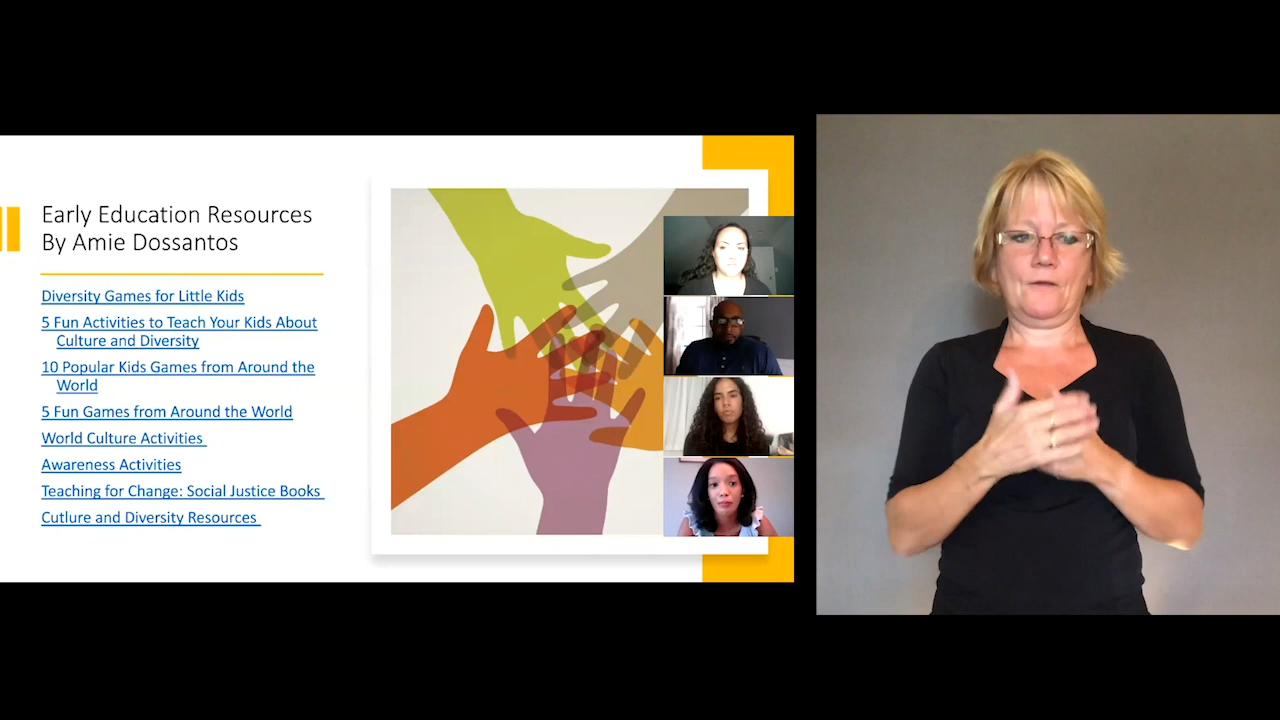 Early Education Resources
By Amie Dossantos
Diversity Games for Little Kids
5 Fun Activities to Teach Your Kids About
Culture and Diversity
10 Popular Kids Games from Around the
World
5 Fun Games from Around the World
World Culture Activities
Awareness Activities
Teaching for Change: Social Justice Books
Cutlure and Diversity Resources